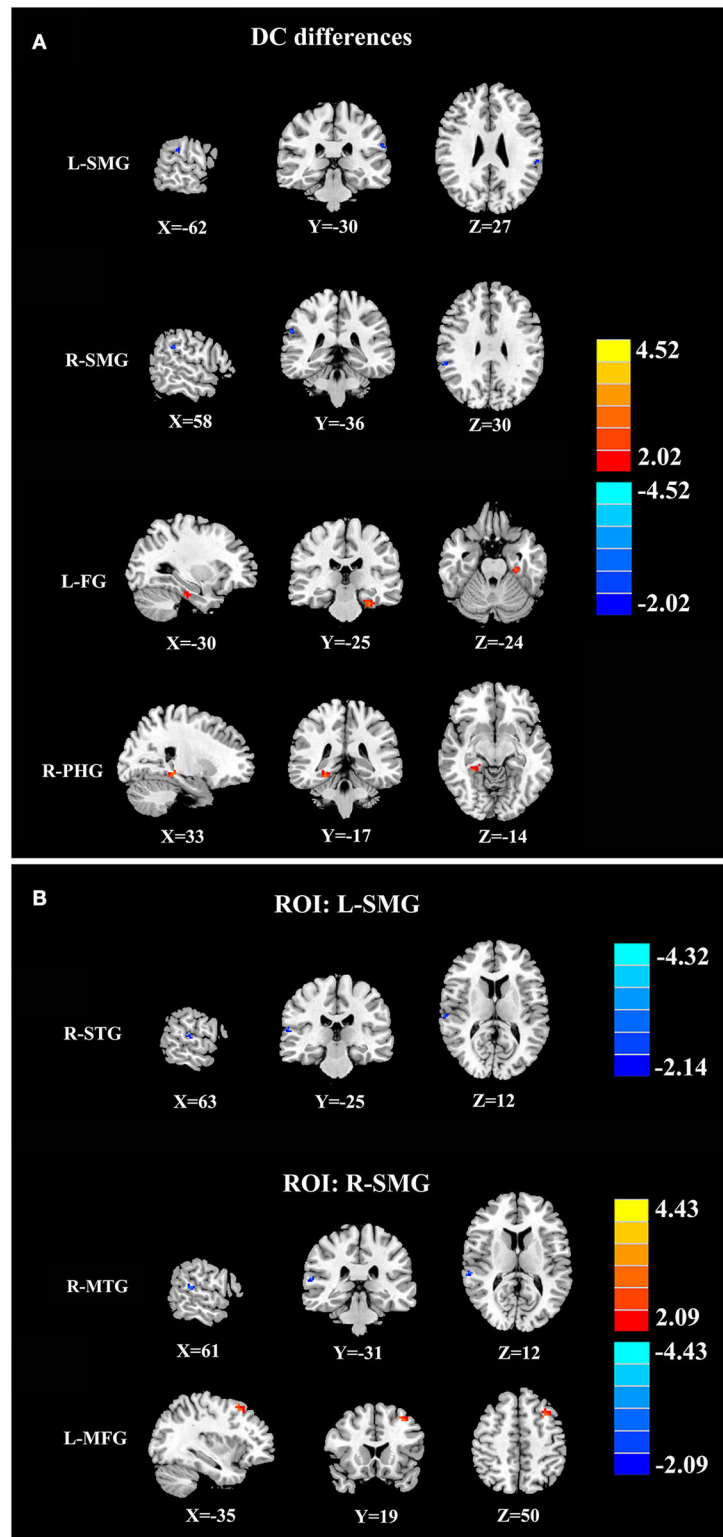 A
DC differences
L-SMG
X=-62 Y=-30 Z=27
R-SMG
X=58 Y=-36 Z=30
4.52
2.02
-4.52
-2.02
L-FG
X=-30 Y=-25 Z=-24
R-PHG
X=33 Y=-17 Z=-14
B
ROI: L-SMG
R-STG
X=63 Y=-25 Z=12
-4.32
-2.14
ROI: R-SMG
R-MTG
X=61 Y=-31 Z=12
4.43
2.09
-4.43
-2.09
L-MFG
X=-35 Y=19 Z=50